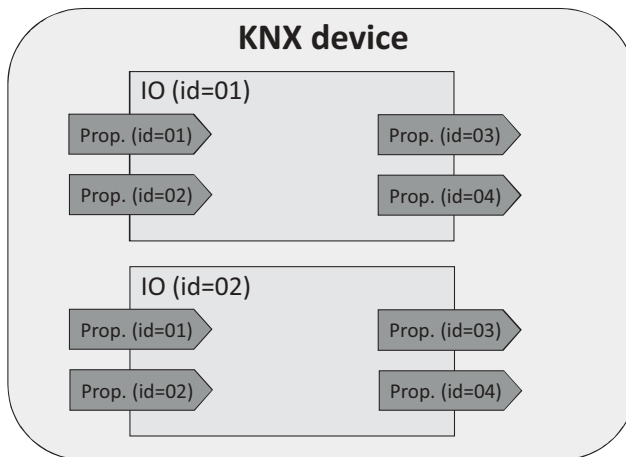 KNX device
IO (id=01)
Prop. (id=01)
Prop. (id=03)
Prop. (id=02)
Prop. (id=04)
IO (id=02)
Prop. (id=01)
Prop. (id=03)
Prop. (id=02)
Prop. (id=04)